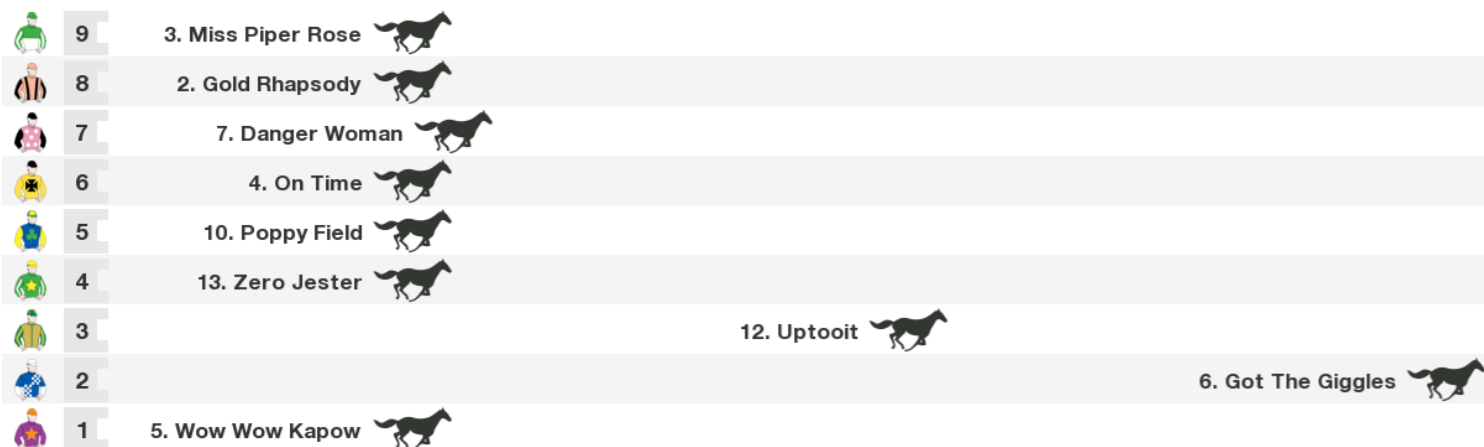 9 3. Miss Piper Rose
8 2. Gold Rhapsody
7 7. Danger Woman
6 4. On Time
5 10. Poppy Field
4 13. Zero Jester
3 12. Uptooit
2 6. Got The Giggles
1 5. Wow Wow Kapow